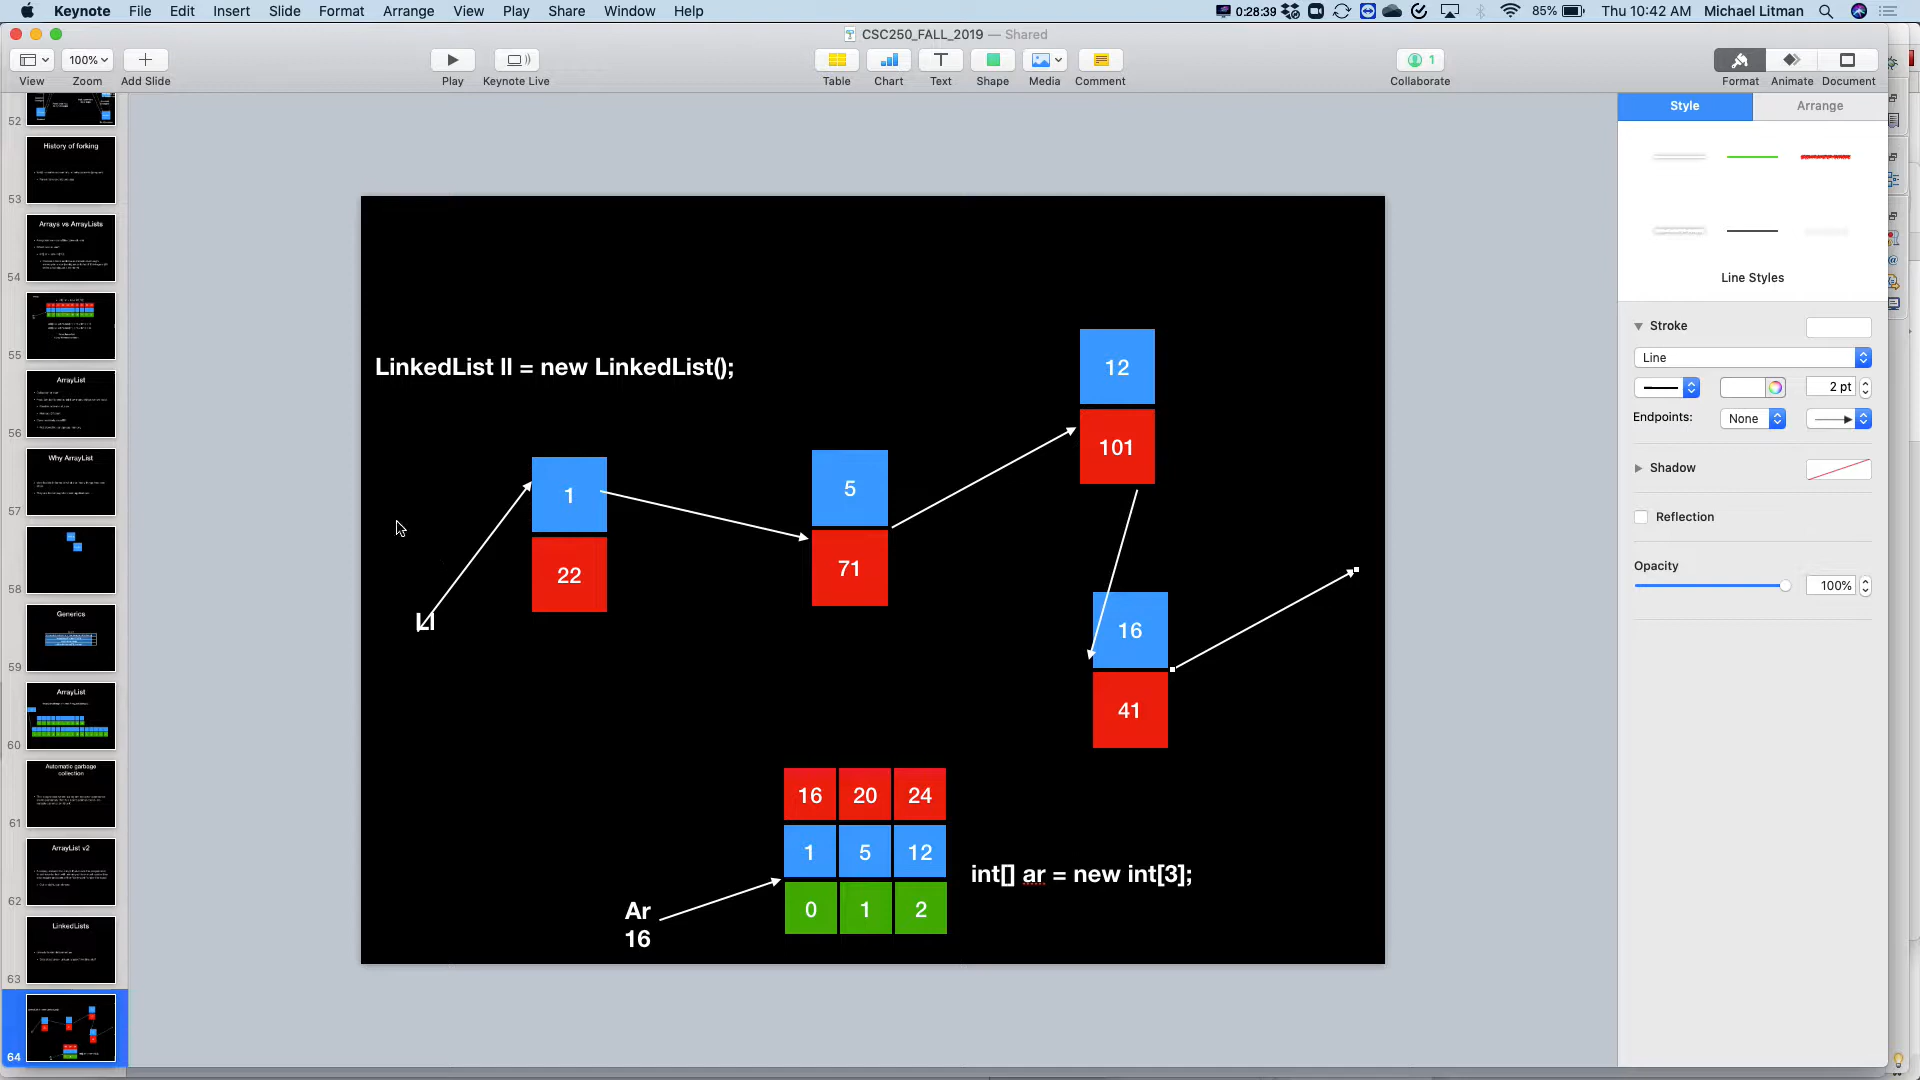 Keynote File Edit Insert Slide Format Arrange View Play Share Window Help
0:28:39 85% Thu 10:42 AM Michael Litman
CSC250_FALL_2019 — Shared
100%
View Zoom Add Slide
Play Keynote Live
Table Chart Text Shape Media Comment
1
Collaborate
Format Animate Document
Style Arrange
Line Styles
Stroke
Line
2 pt
Endpoints: None
Shadow
Reflection
Opacity
100%
52
History of forking
53
Arrays vs ArrayLists
54
55
ArrayList
56
Why ArrayList
57
58
Generics
59
ArrayList
60
Automatic garbage
collection
61
ArrayList v2
62
LinkedLists
63
64
LinkedList ll = new LinkedList();
12
101
1
22
5
71
Ll
16
41
16 20 24
1 5 12
0 1 2
Ar
16
int[] ar = new int[3];